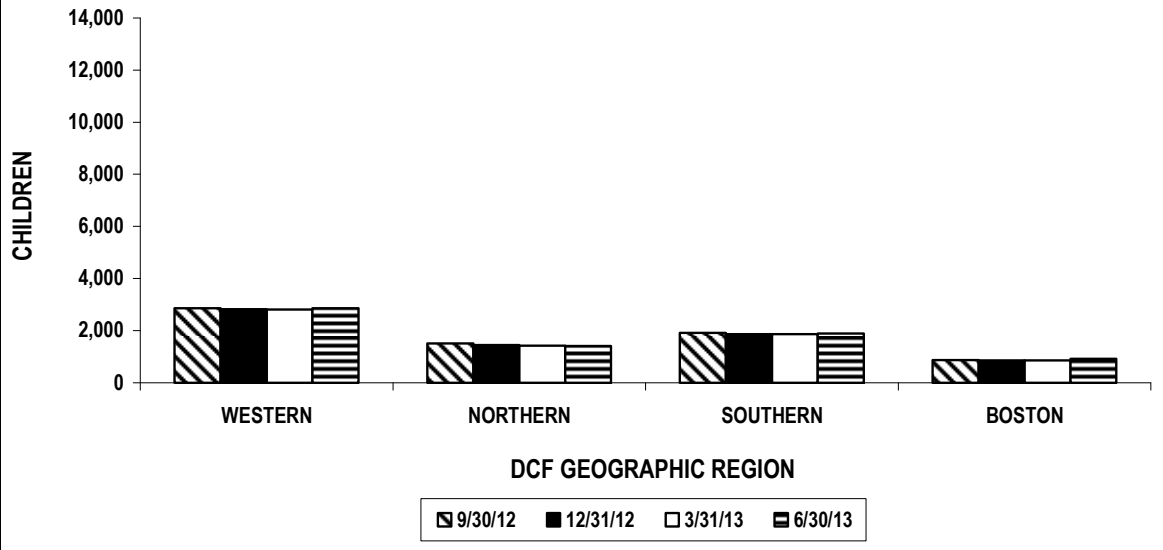 14,000
12,000
10,000
8,000
6,000
4,000
2,000
0
CHILDREN
WESTERN NORTHERN SOUTHERN BOSTON
DCF GEOGRAPHIC REGION
9/30/12 12/31/12 3/31/13 6/30/13